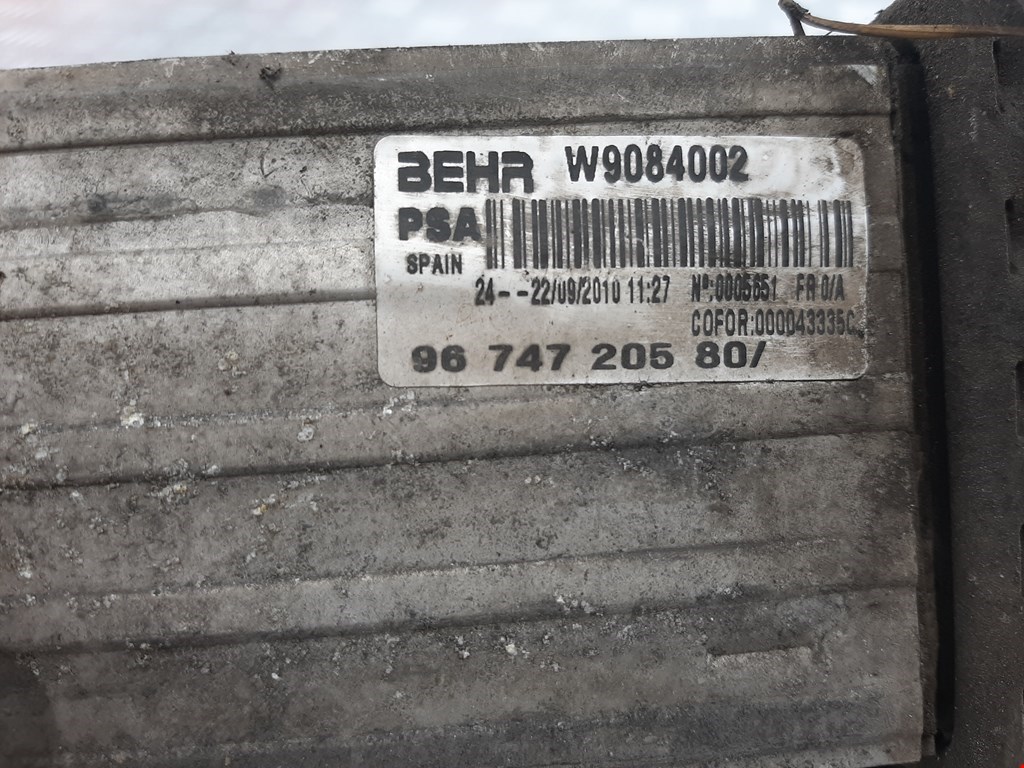 BEHR W9084002
PSA
SPAIN
24--22/09/2010 11:27 Nº:0005651 FR 0/A
COFOR:000043335C
96 747 205 80/